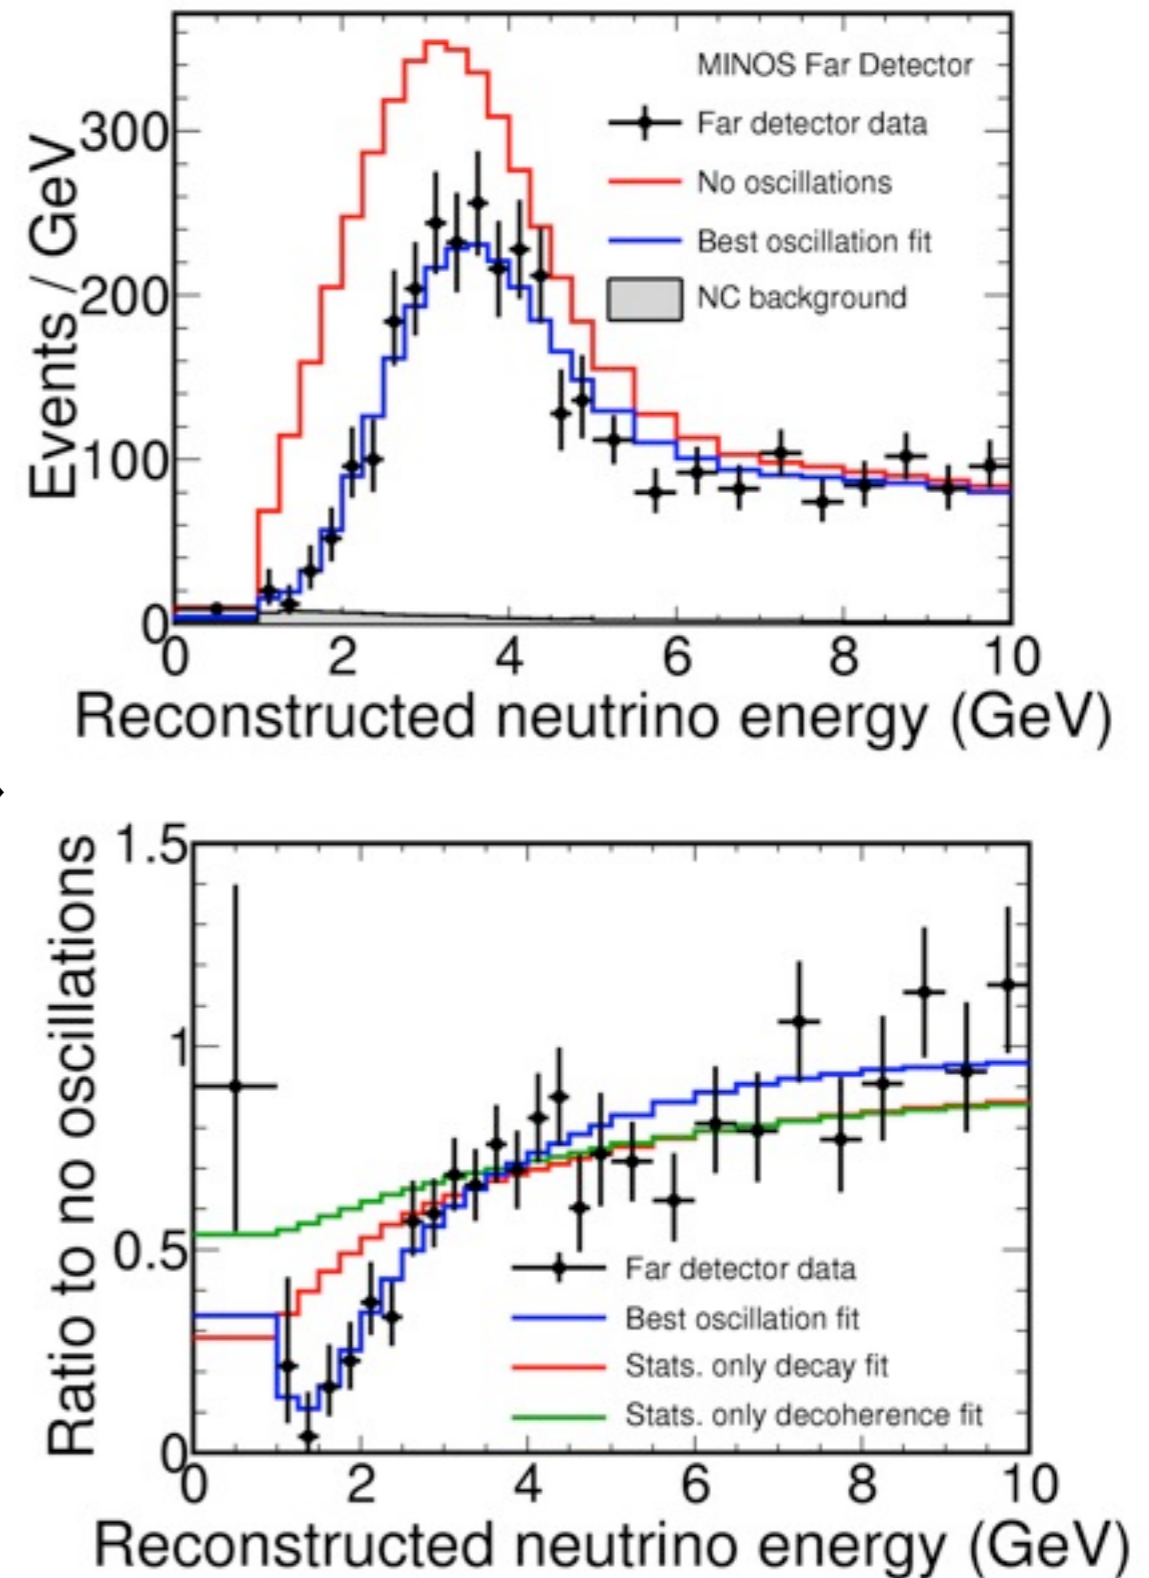 Events / GeV
300
200
100
0
MINOS Far Detector
Far detector data
No oscillations
Best oscillation fit
NC background
0 2 4 6 8 10
Reconstructed neutrino energy (GeV)
Ratio to no oscillations
1.5
1
0.5
0
Far detector data
Best oscillation fit
Stats. only decay fit
Stats. only decoherence fit
0 2 4 6 8 10
Reconstructed neutrino energy (GeV)